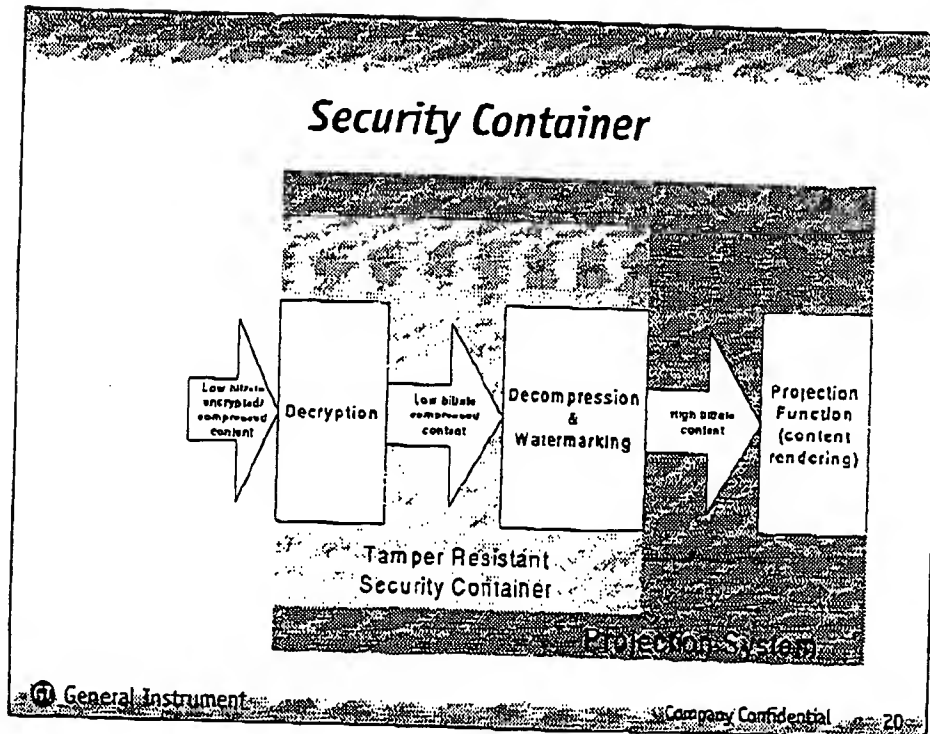 Security Container
Low bitrate
encrypted/
compressed
content
Decryption
Low bitrate
compressed
content
Decompression
&
Watermarking
High bitrate
content
Projection
Function
(content
rendering)
Tamper Resistant
Security Container
Projection System
GI General Instrument
Company Confidential
20